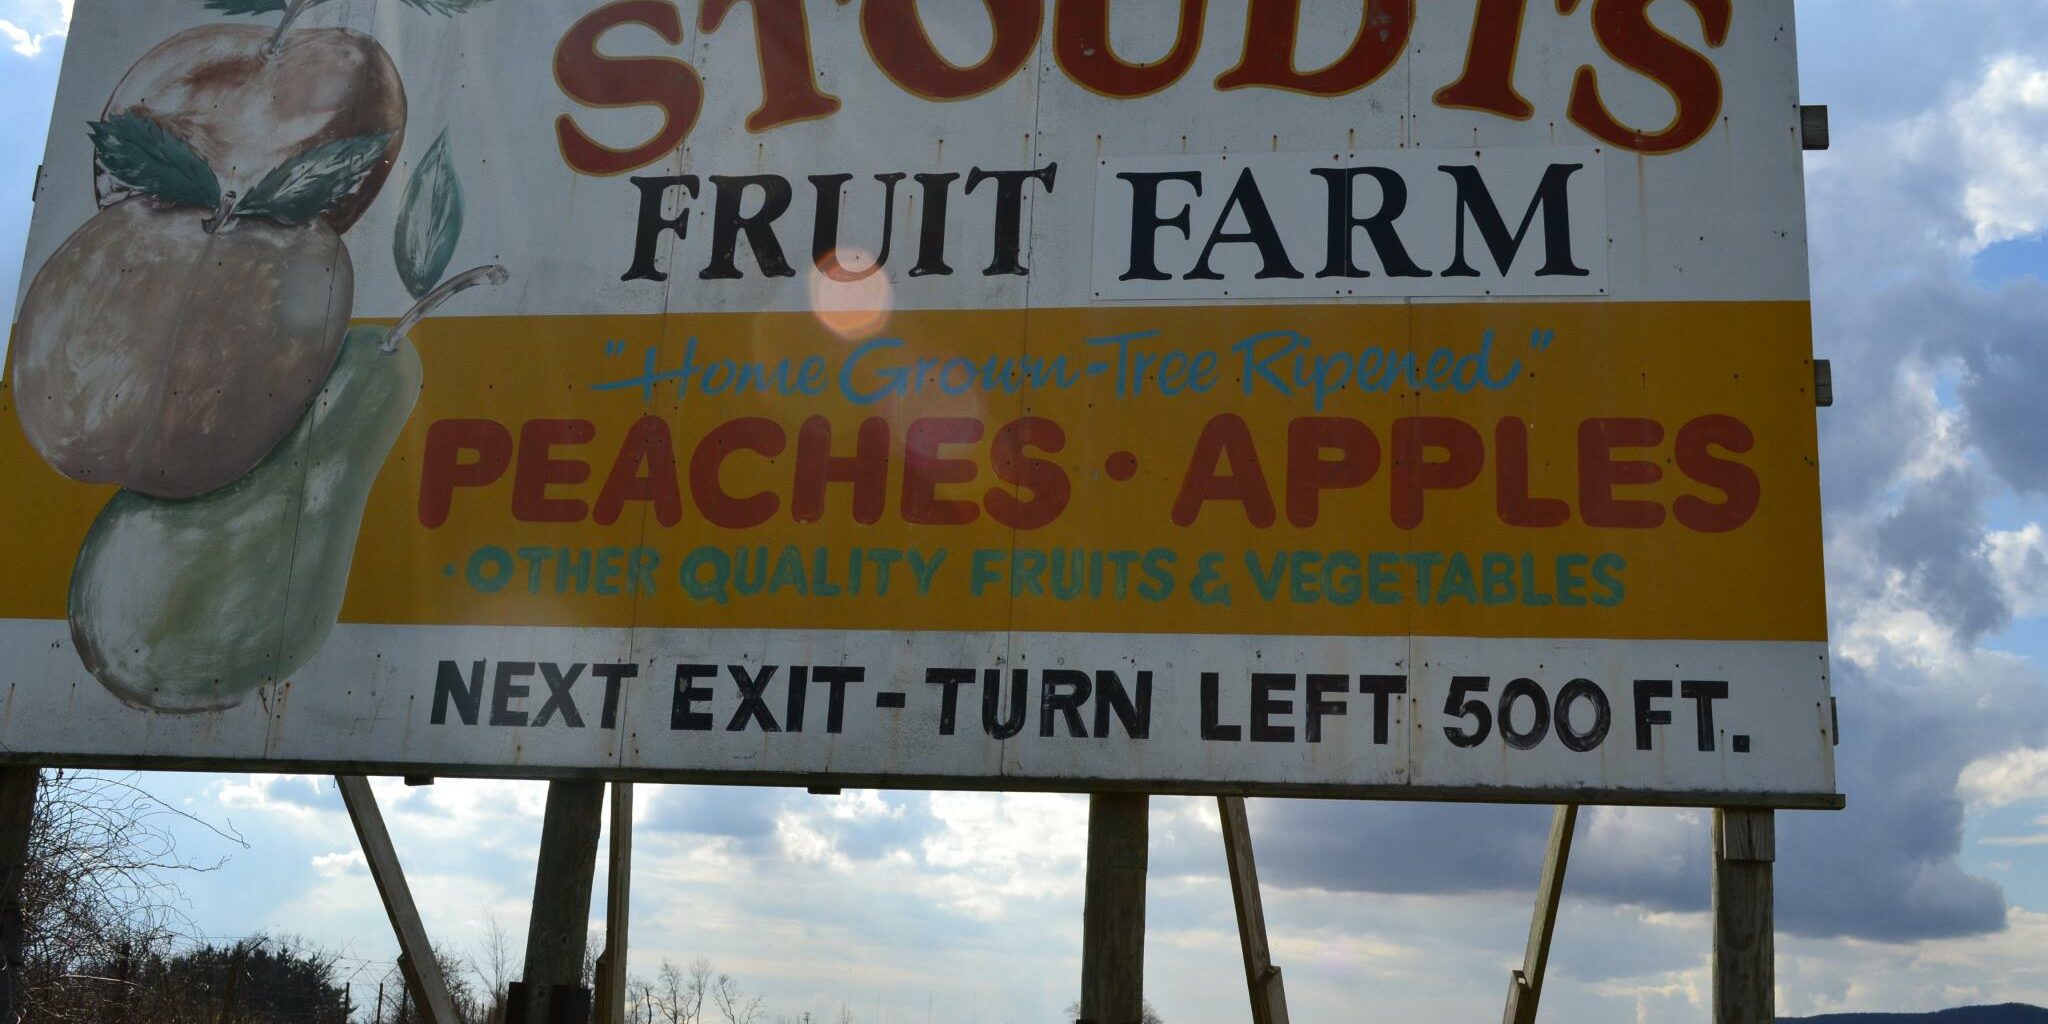 STOUDT'S
FRUIT FARM
"Home Grown-Tree Ripened"
PEACHES • APPLES
• OTHER QUALITY FRUITS & VEGETABLES
NEXT EXIT - TURN LEFT 500 FT.